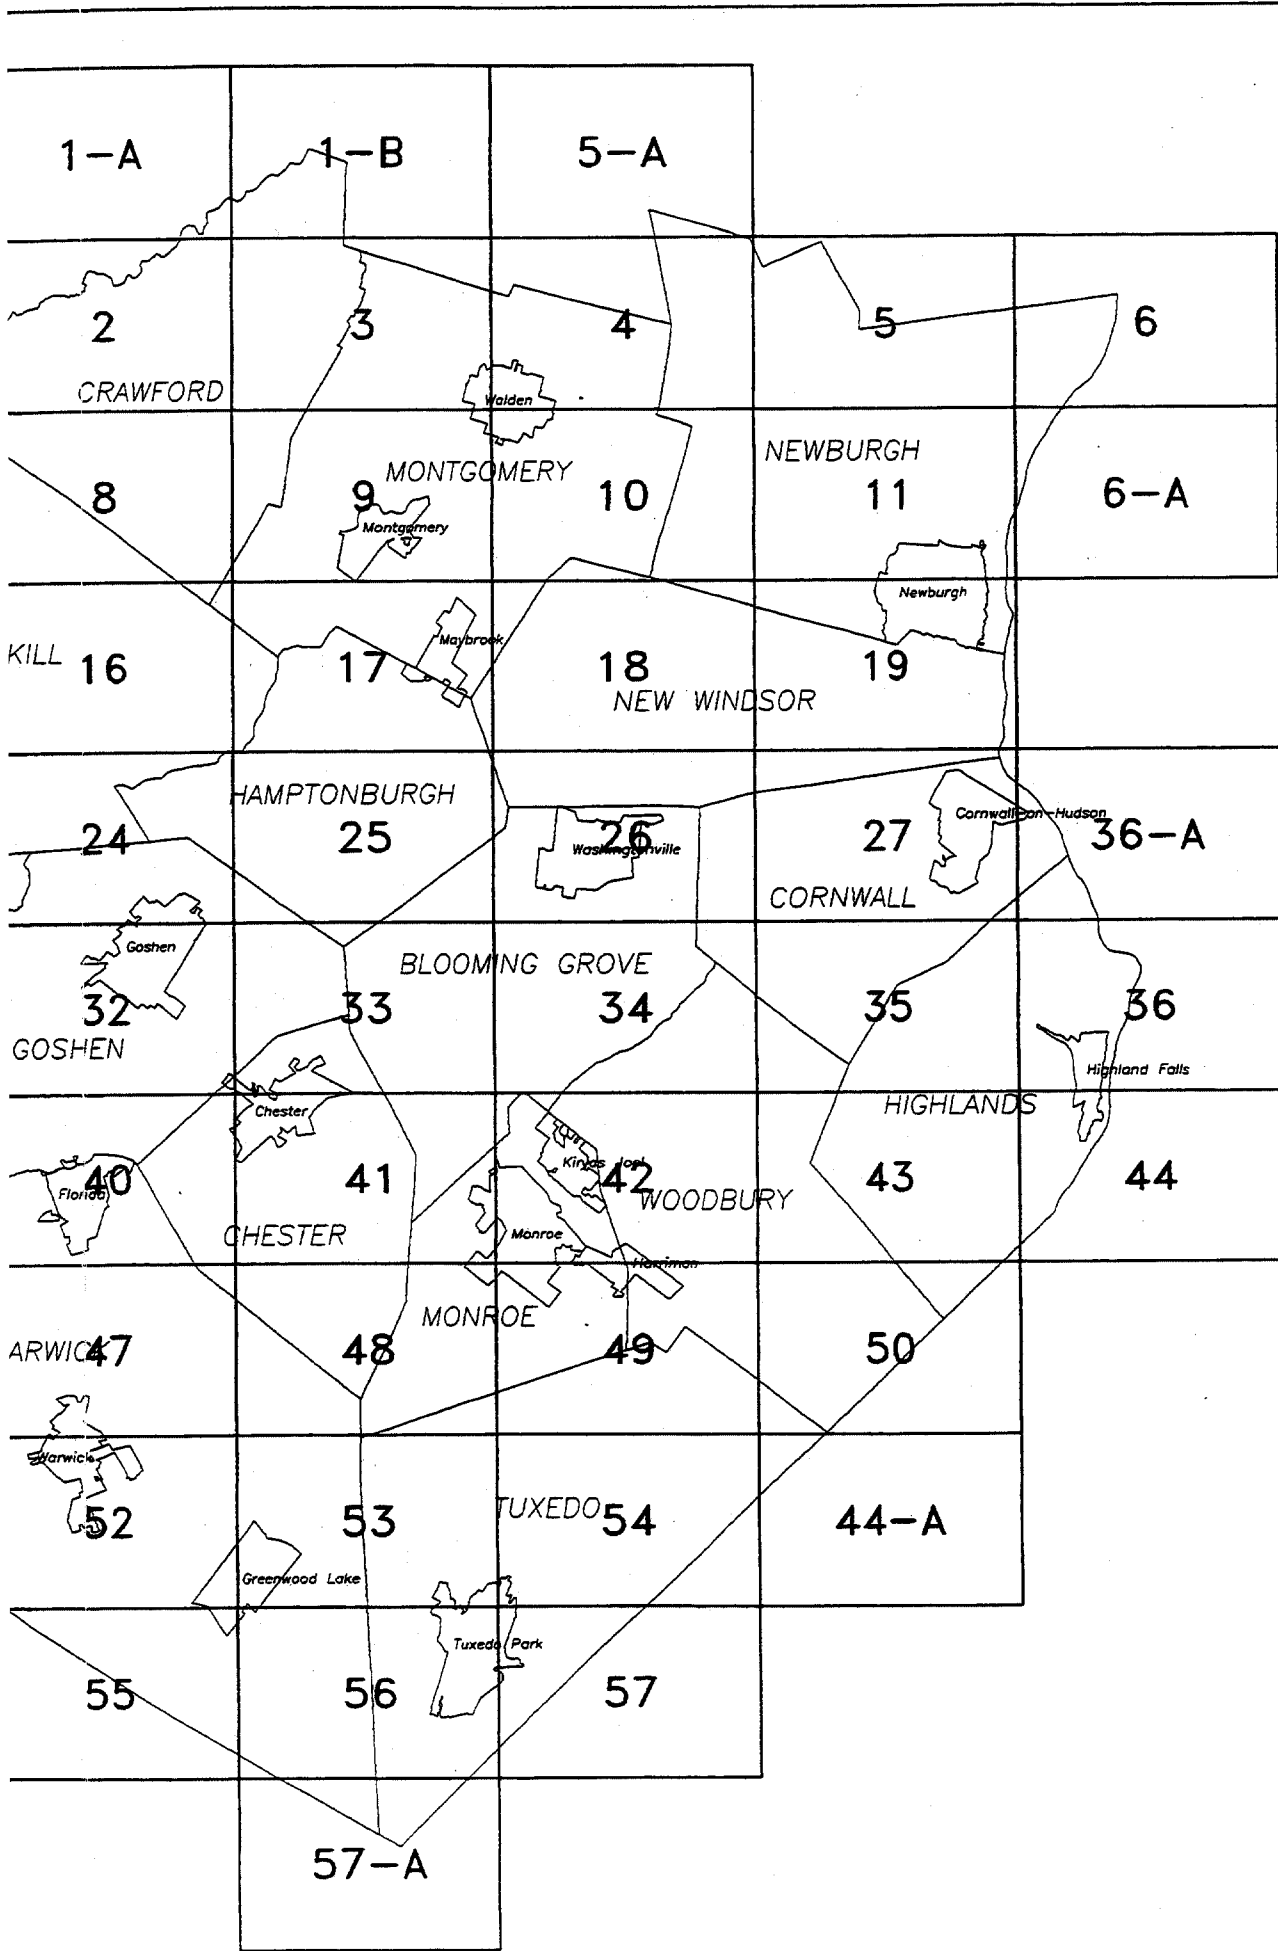 1-A
1-B
5-A
2
3
4
5
6
CRAWFORD
Walden
NEWBURGH
MONTGOMERY
8
9
10
11
6-A
Montgomery
Newburgh
Maybrook
KILL
16
17
18
19
NEW WINDSOR
HAMPTONBURGH
Cornwall-on-Hudson
24
25
26
27
36-A
Washingtonville
CORNWALL
Goshen
BLOOMING GROVE
32
33
34
35
36
GOSHEN
Highland Falls
HIGHLANDS
Chester
Kiryas Joel
40
41
42
43
44
Florida
WOODBURY
CHESTER
Monroe
Harriman
MONROE
ARWICK
47
48
49
50
Warwick
TUXEDO
52
53
54
44-A
Greenwood Lake
Tuxedo Park
55
56
57
57-A